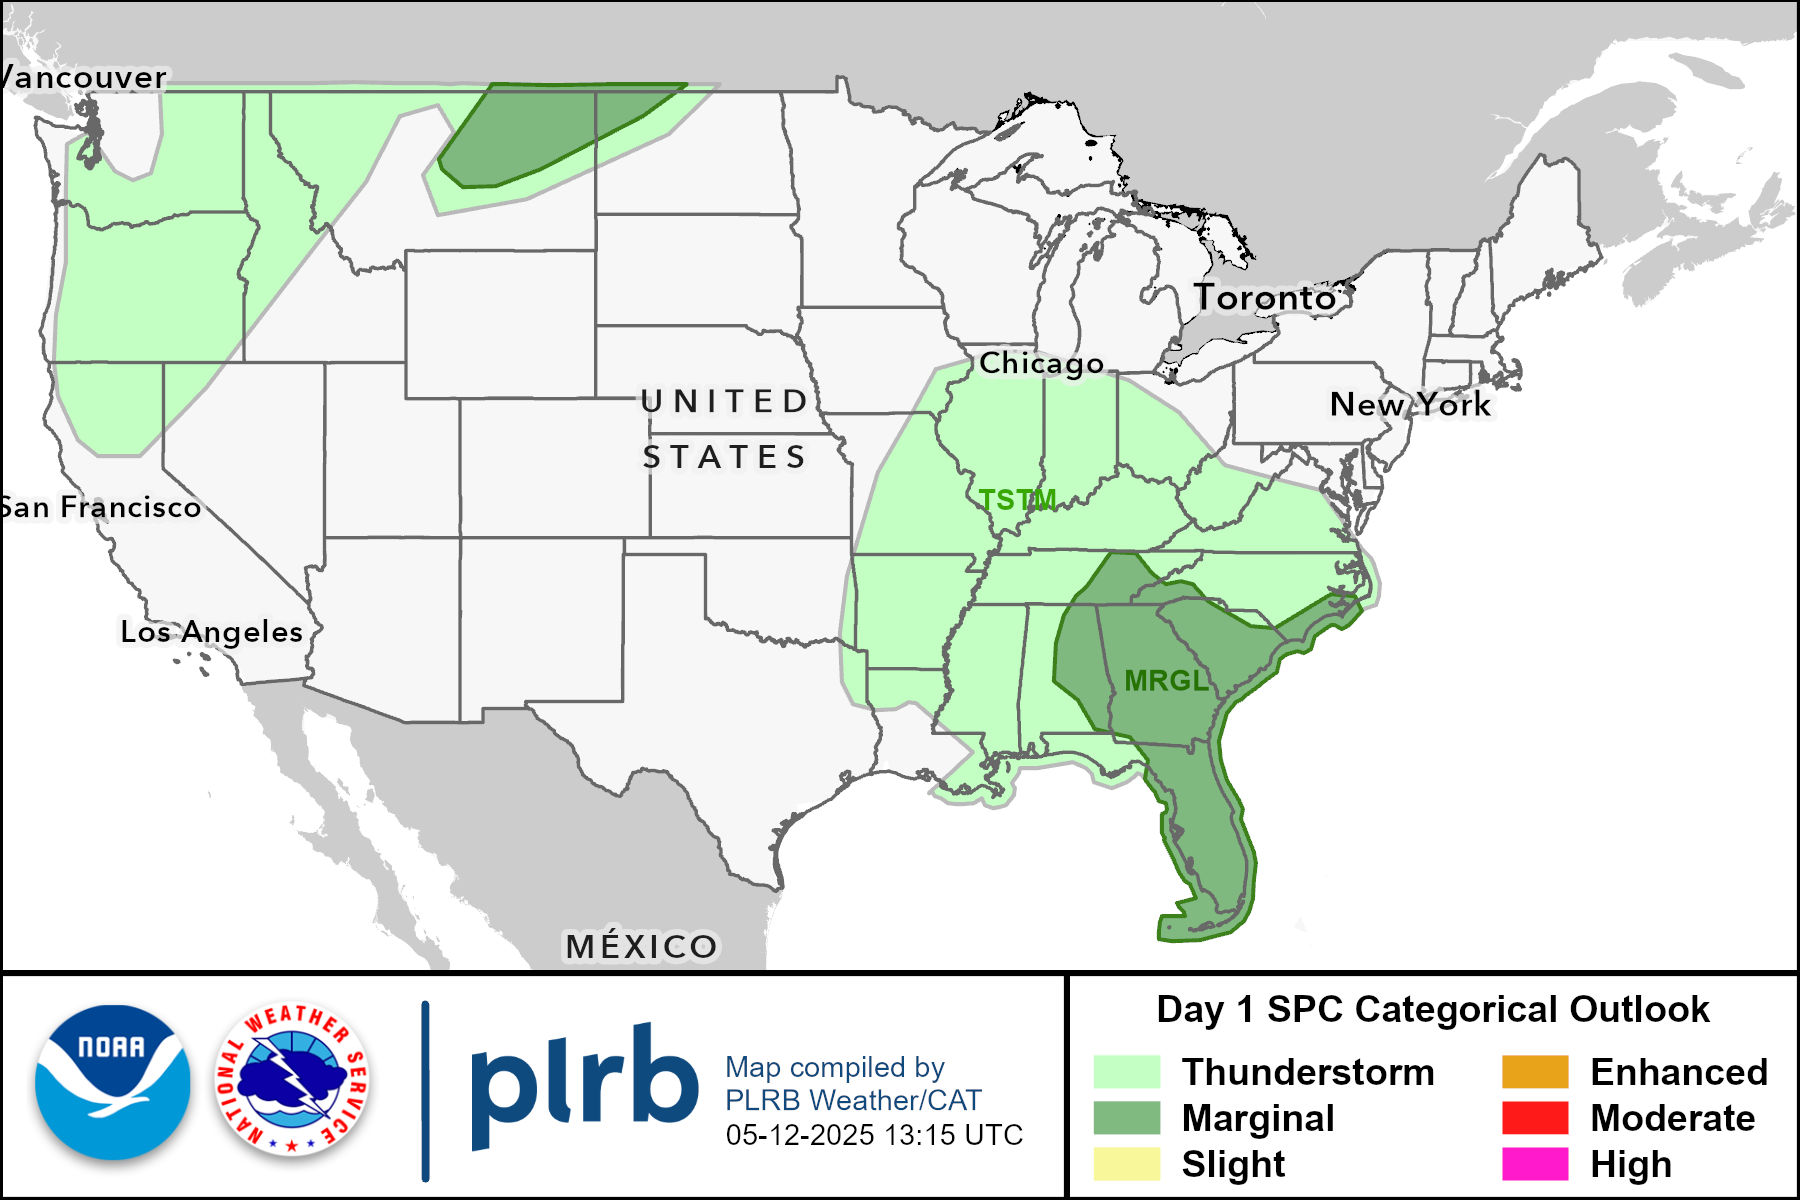 Vancouver
Toronto
Chicago
New York
UNITED
STATES
TSTM
San Francisco
Los Angeles
MRGL
MÉXICO
NOAA
NATIONAL WEATHER SERVICE
plrb
Map compiled by
PLRB Weather/CAT
05-12-2025 13:15 UTC
Day 1 SPC Categorical Outlook
Thunderstorm
Enhanced
Marginal
Moderate
Slight
High